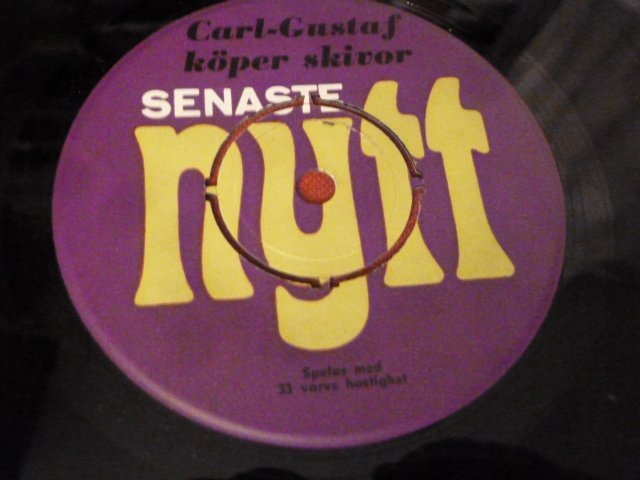 Carl-Gustaf
köper skivor
SENASTE
nytt
Spelas med
33 varvs hastighet